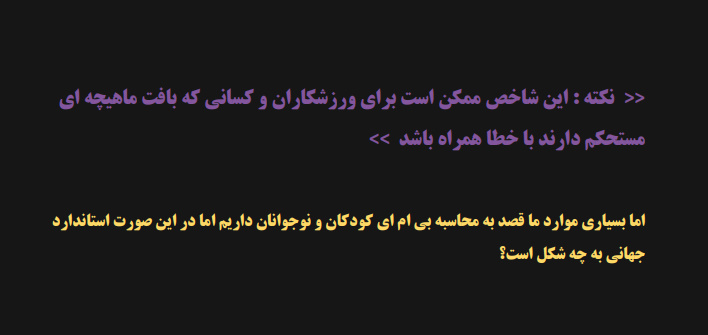 << نکته : این شاخص ممکن است برای ورزشکاران و کسانی که بافت ماهیچه ای
مستحکم دارند با خطا همراه باشد >>
اما بسیاری موارد ما قصد به محاسبه بی ام ای کودکان و نوجوانان داریم اما در این صورت استاندارد
جهانی به چه شکل است؟